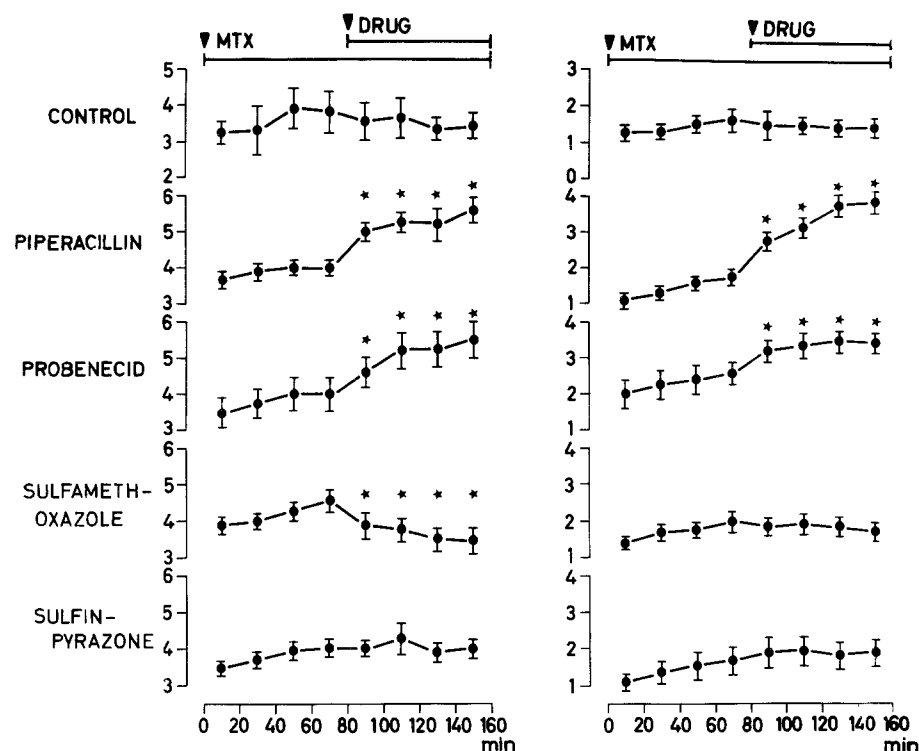 ▼ MTX ▼ DRUG
▼ MTX ▼ DRUG
CONTROL
5 4 3 2
3 2 1 0
PIPERACILLIN
6 5 4 3
4 3 2 1
PROBENECID
6 5 4 3
4 3 2 1
SULFAMETH-
OXAZOLE
6 5 4 3
4 3 2 1
SULFIN-
PYRAZONE
6 5 4 3
4 3 2 1
0 20 40 60 80 100 120 140 160
min
0 20 40 60 80 100 120 140 160
min